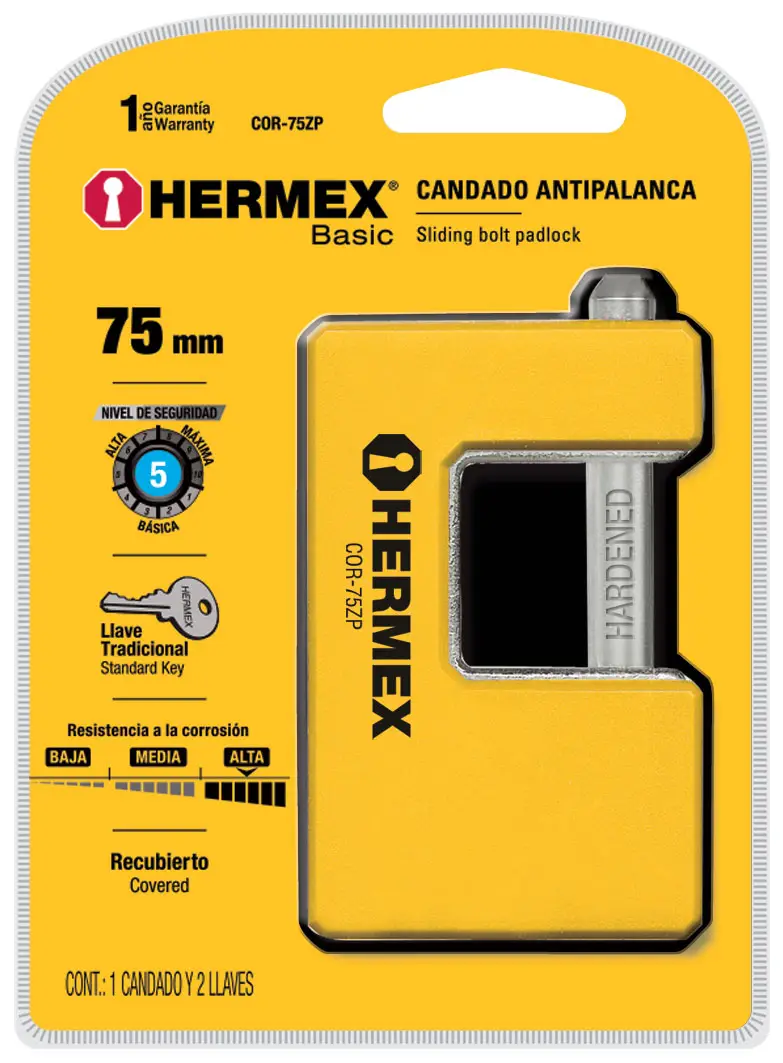 1 año Garantía
Warranty
COR-75ZP
HERMEX®
Basic
CANDADO ANTIPALANCA
Sliding bolt padlock
75 mm
NIVEL DE SEGURIDAD
ALTA
MÁXIMA
5
BÁSICA
HERMEX
Llave
Tradicional
Standard Key
Resistencia a la corrosión
BAJA MEDIA ALTA
Recubierto
Covered
CONT.: 1 CANDADO Y 2 LLAVES
HERMEX
COR-75ZP
HARDENED